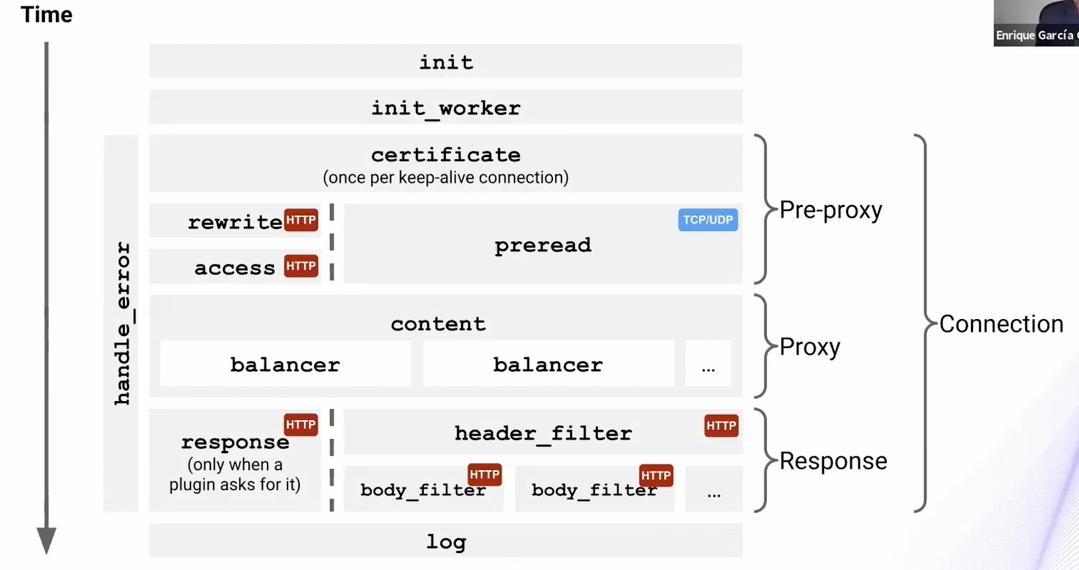 Time
Enrique García
init
init_worker
certificate
(once per keep-alive connection)
Pre-proxy
rewrite HTTP
access HTTP
TCP/UDP
preread
handle_error
content
balancer
balancer
...
Proxy
Connection
HTTP
response
(only when a
plugin asks for it)
header_filter HTTP
body_filter HTTP
body_filter HTTP
...
Response
log